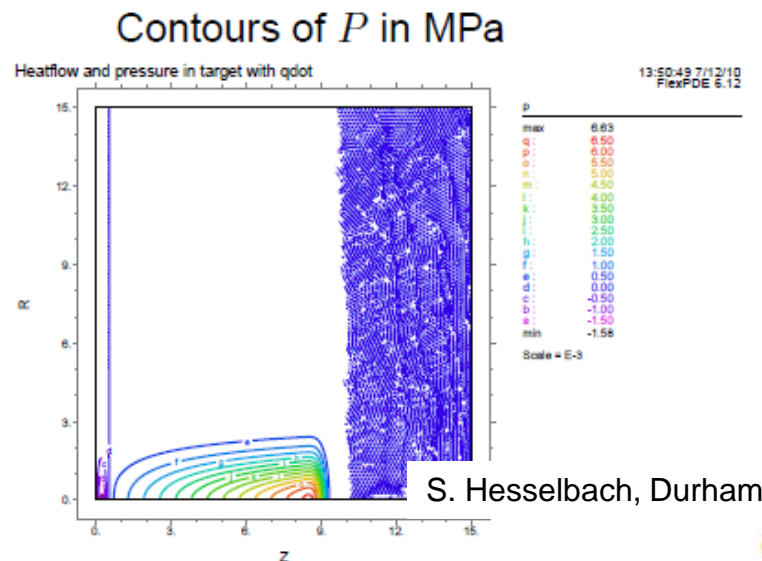 Contours of P in MPa
Heatflow and pressure in target with qdot
13:50:49 7/12/10
FlexPDE 6.12
P
max 6.63
q : 6.50
p : 6.00
o : 5.50
n : 5.00
m : 4.50
l : 4.00
k : 3.50
j : 3.00
i : 2.50
h : 2.00
g : 1.50
f : 1.00
e : 0.50
d : 0.00
c : -0.50
b : -1.00
a : -1.50
min -1.58
Scale = E-3
15.
12.
9.
6.
3.
0.
R
e
f
g
d
c
S. Hesselbach, Durham
0. 3. 6. 9. 12. 15.
Z